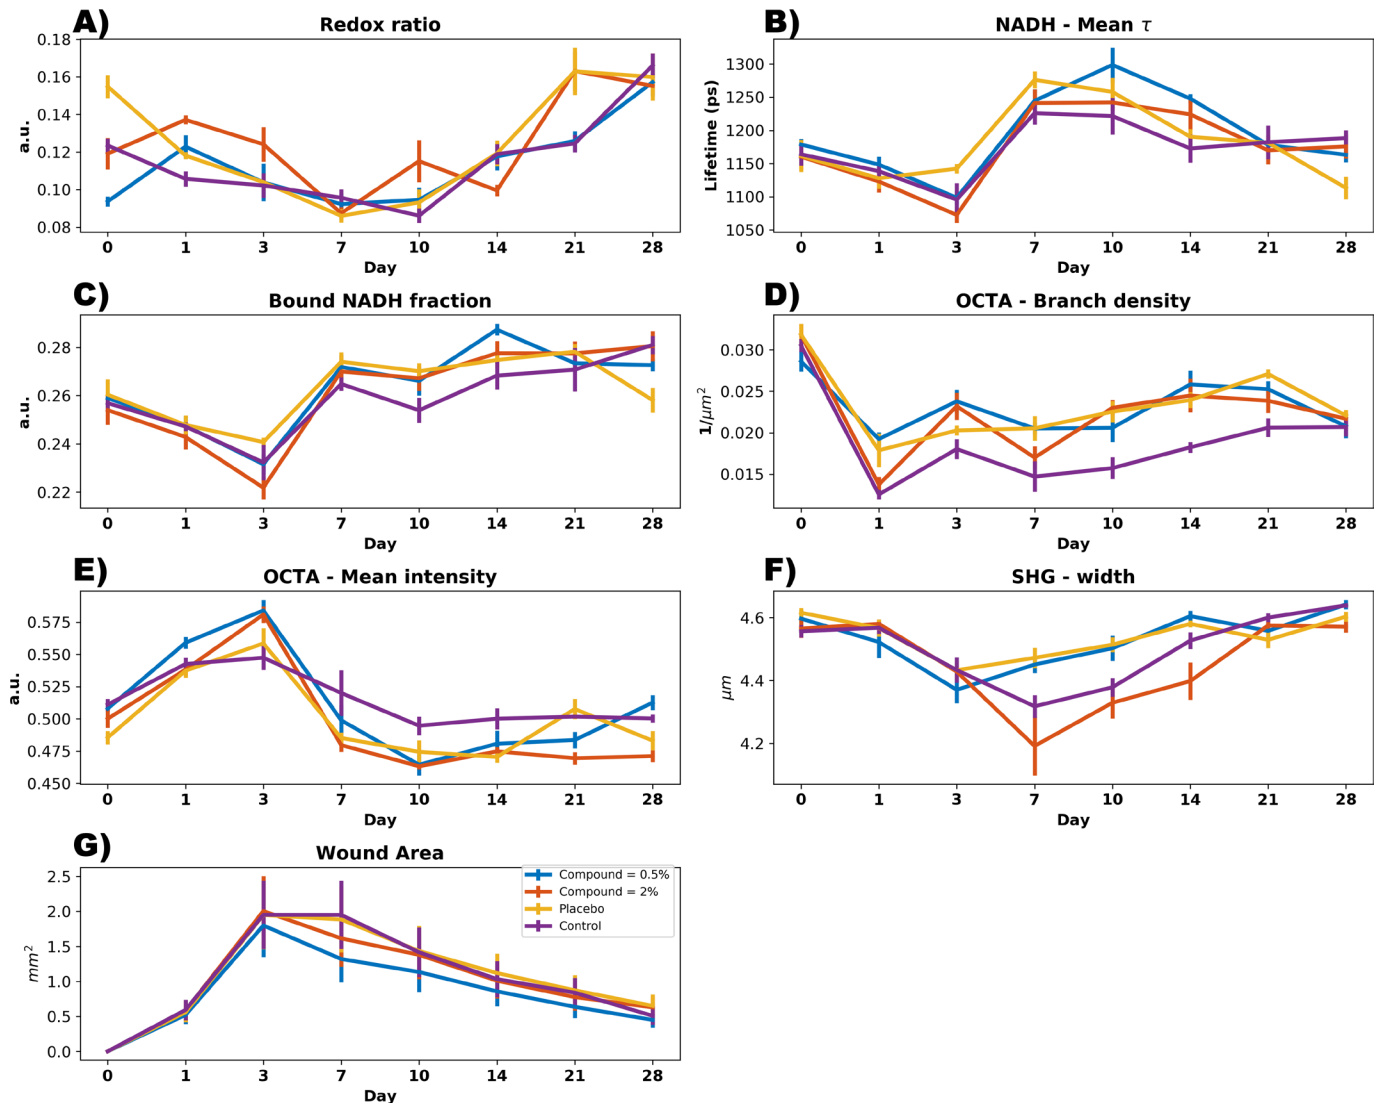 A)
Redox ratio
0.18
0.16
0.14
0.12
0.10
0.08
a.u.
0 1 3 7 10 14 21 28
Day
B)
NADH - Mean τ
1300
1250
1200
1150
1100
1050
Lifetime (ps)
0 1 3 7 10 14 21 28
Day
C)
Bound NADH fraction
0.28
0.26
0.24
0.22
a.u.
0 1 3 7 10 14 21 28
Day
D)
OCTA - Branch density
0.030
0.025
0.020
0.015
1/μm²
0 1 3 7 10 14 21 28
Day
E)
OCTA - Mean intensity
0.575
0.550
0.525
0.500
0.475
0.450
a.u.
0 1 3 7 10 14 21 28
Day
F)
SHG - width
4.6
4.4
4.2
μm
0 1 3 7 10 14 21 28
Day
G)
Wound Area
2.5
2.0
1.5
1.0
0.5
0.0
mm²
Compound = 0.5%
Compound = 2%
Placebo
Control
0 1 3 7 10 14 21 28
Day